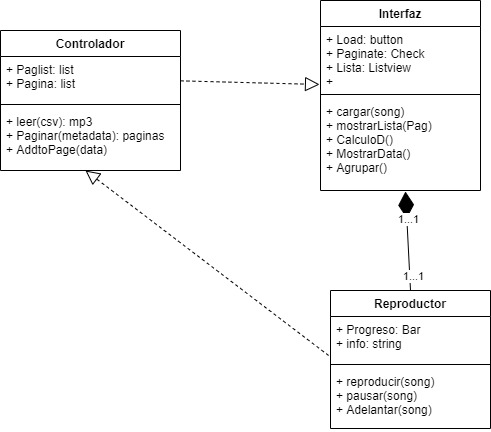 Controlador
+ Paglist: list
+ Pagina: list
+ leer(csv): mp3
+ Paginar(metadata): paginas
+ AddtoPage(data)
Interfaz
+ Load: button
+ Paginate: Check
+ Lista: Listview
+
+cargar(song)
+ mostrarLista(Pag)
+ CalculoD()
+ MostrarData()
+ Agrupar()
1...1
1...1
Reproductor
+ Progreso: Bar
+ info: string
+ reproducir(song)
+ pausar(song)
+ Adelantar(song)